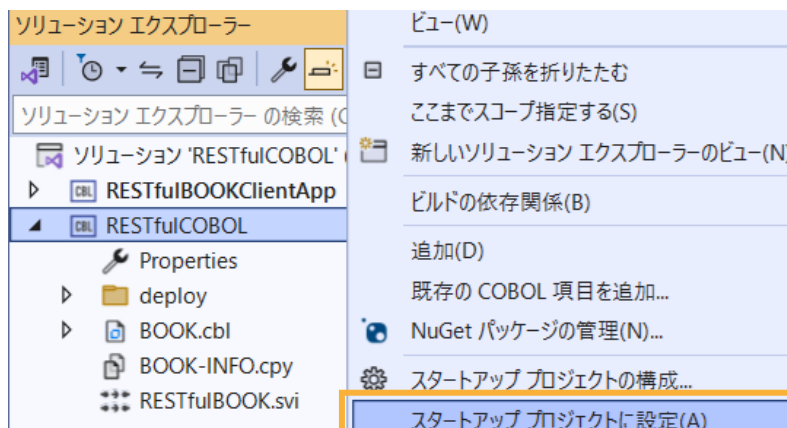 ソリューション エクスプローラー
ソリューション エクスプローラー の検索 (C
ソリューション 'RESTfulCOBOL' (
RESTfulBOOKClientApp
RESTfulCOBOL
Properties
deploy
BOOK.cbl
BOOK-INFO.cpy
RESTfulBOOK.svi
ビュー(W)
すべての子孫を折りたたむ
ここまでスコープ指定する(S)
新しいソリューション エクスプローラーのビュー(N)
ビルドの依存関係(B)
追加(D)
既存の COBOL 項目を追加...
NuGet パッケージの管理(N)...
スタートアップ プロジェクトの構成...
スタートアップ プロジェクトに設定(A)